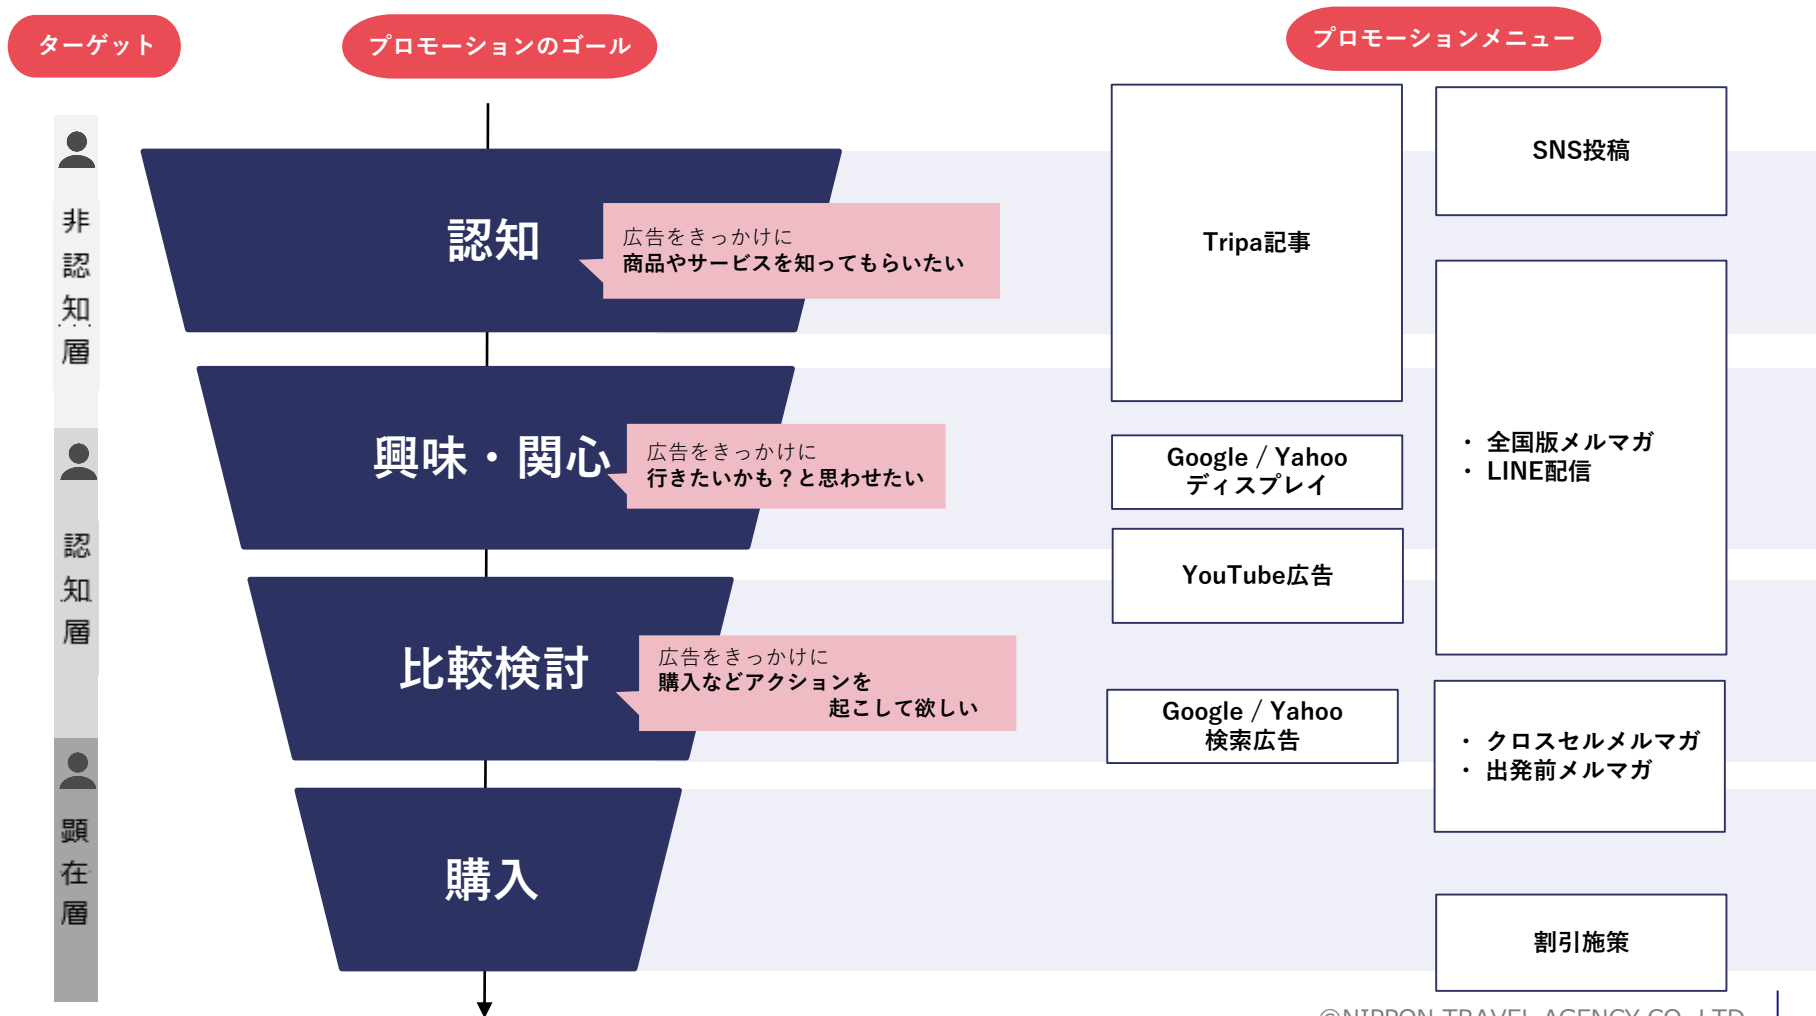 ターゲット
プロモーションのゴール
プロモーションメニュー
非認知層
認知層
顕在層
認知
広告をきっかけに
商品やサービスを知ってもらいたい
興味・関心
広告をきっかけに
行きたいかも？と思わせたい
比較検討
広告をきっかけに
購入などアクションを
起こして欲しい
購入
Tripa記事
SNS投稿
・ 全国版メルマガ
・ LINE配信
Google / Yahoo
ディスプレイ
YouTube広告
Google / Yahoo
検索広告
・ クロスセルメルマガ
・ 出発前メルマガ
割引施策
©NIPPON TRAVEL AGENCY CO.,LTD